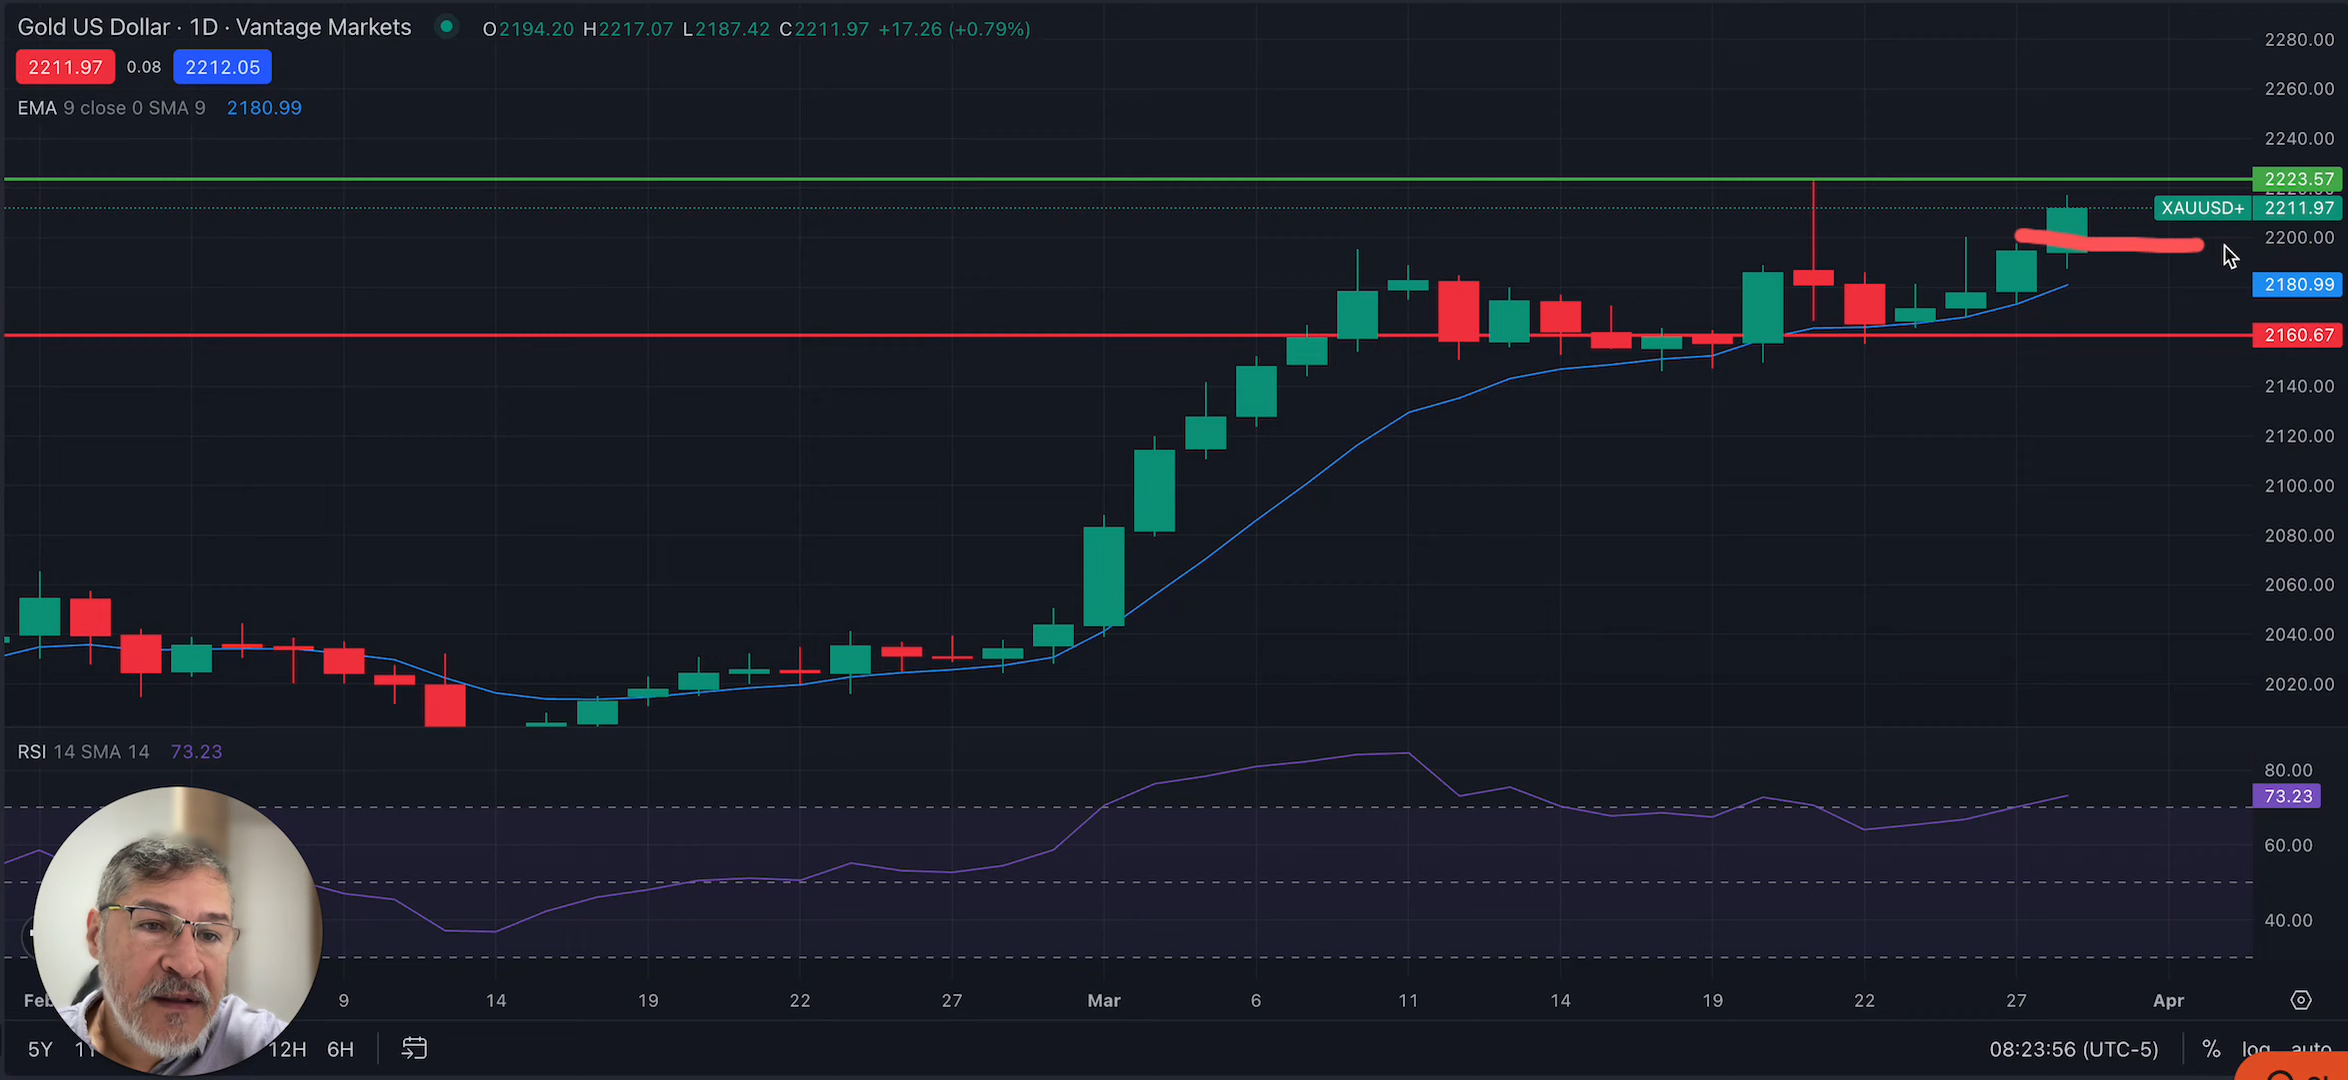 Gold US Dollar · 1D · Vantage Markets O2194.20 H2217.07 L2187.42 C2211.97 +17.26 (+0.79%)
2211.97 0.08 2212.05
EMA 9 close 0 SMA 9 2180.99
2280.00
2260.00
2240.00
2223.57
XAUUSD+ 2211.97
2200.00
2180.99
2160.67
2140.00
2120.00
2100.00
2080.00
2060.00
2040.00
2020.00
RSI 14 SMA 14 73.23
80.00
73.23
60.00
40.00
Feb 9 14 19 22 27 Mar 6 11 14 19 22 27 Apr
5Y 1Y 12H 6H 08:23:56 (UTC-5) % log auto